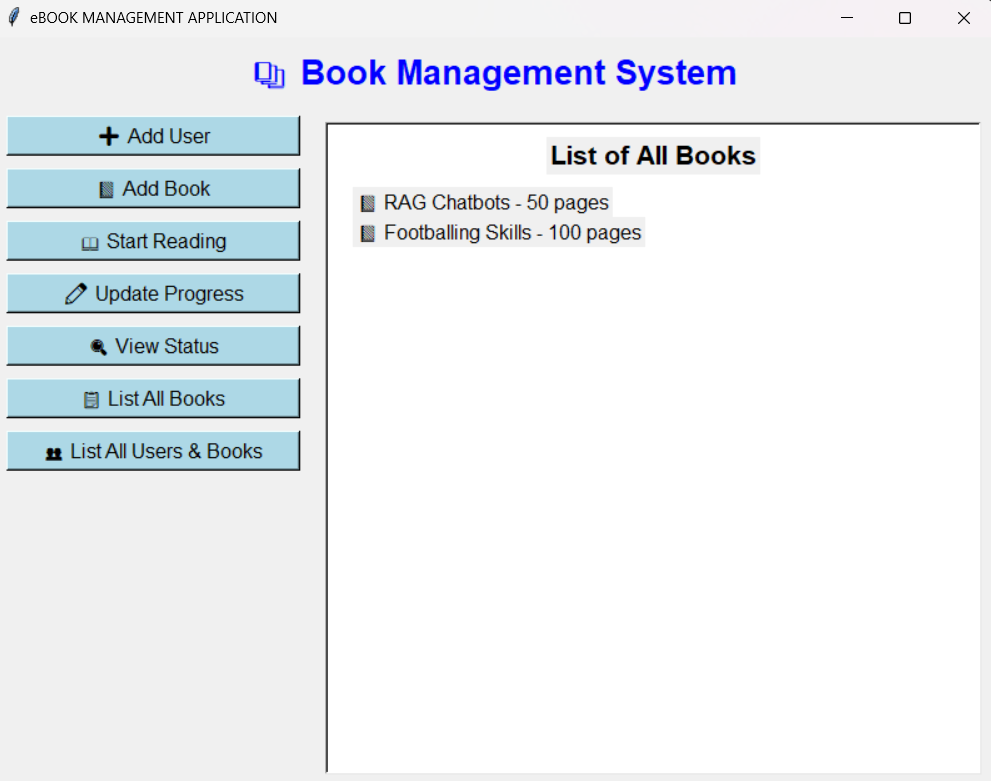 eBOOK MANAGEMENT APPLICATION
Book Management System
Add User
Add Book
Start Reading
Update Progress
View Status
List All Books
List All Users & Books
List of All Books
RAG Chatbots - 50 pages
Footballing Skills - 100 pages